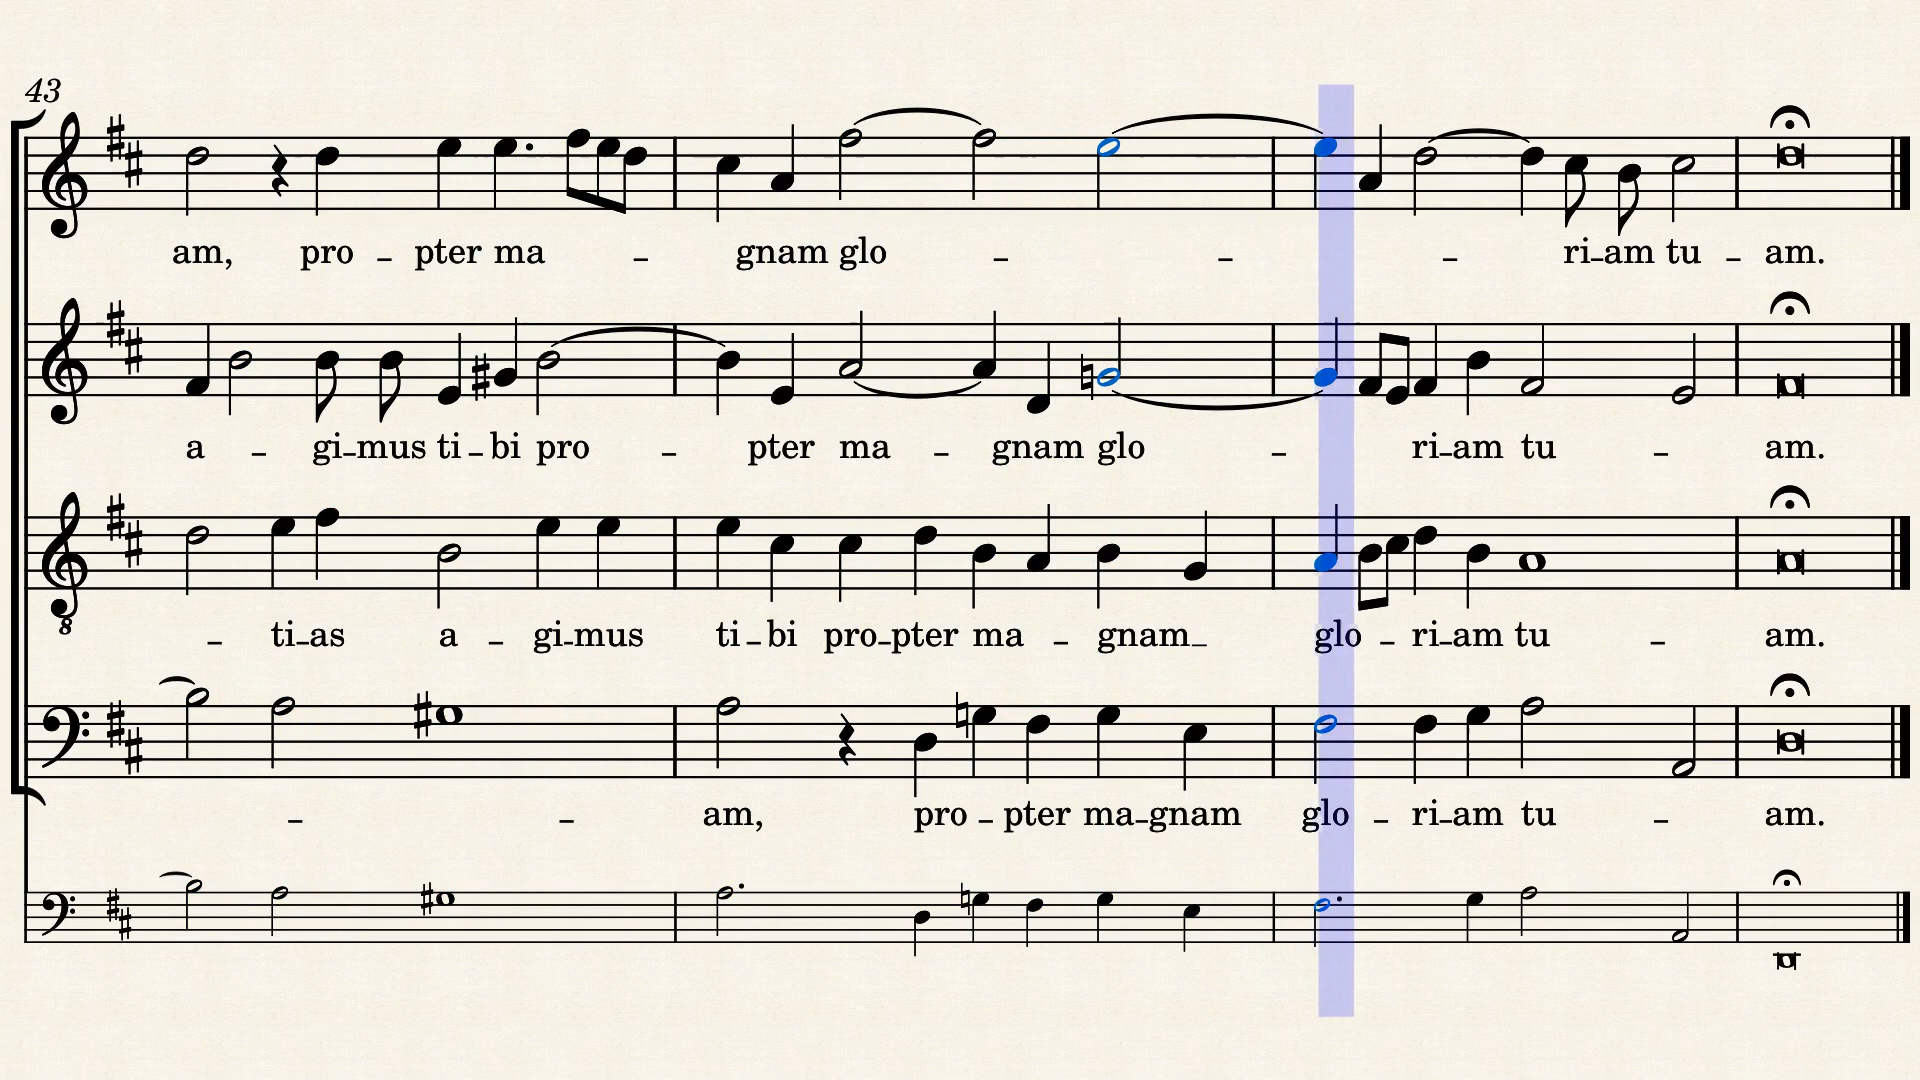 43
am, pro - pter ma - gnam glo - - - ri-am tu - am.
a - gi-mus ti-bi pro - pter ma - gnam glo - ri-am tu - am.
8
- ti-as a - gi-mus ti-bi pro-pter ma - gnam_ glo - ri-am tu - am.
- - am, pro - pter ma-gnam glo - ri-am tu - am.